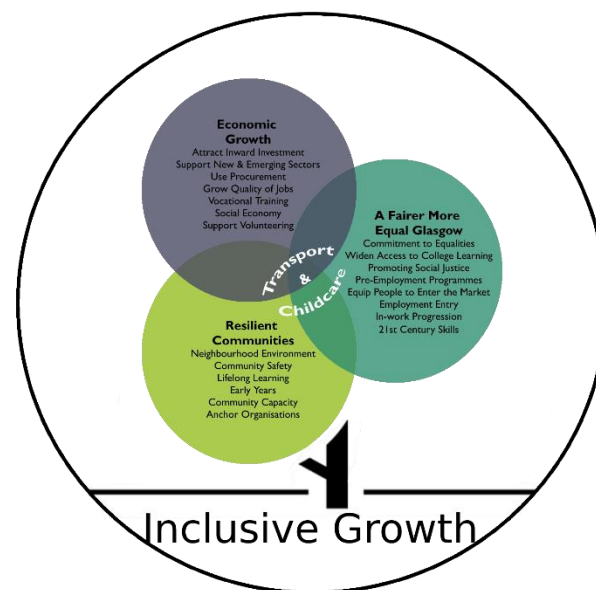 Economic
Growth
Attract Inward Investment
Support New & Emerging Sectors
Use Procurement
Grow Quality of Jobs
Vocational Training
Social Economy
Support Volunteering
A Fairer More
Equal Glasgow
Commitment to Equalities
Widen Access to College Learning
Promoting Social Justice
Pre-Employment Programmes
Equip People to Enter the Market
Employment Entry
In-work Progression
21st Century Skills
Transport
&
Childcare
Resilient
Communities
Neighbourhood Environment
Community Safety
Lifelong Learning
Early Years
Community Capacity
Anchor Organisations
Inclusive Growth